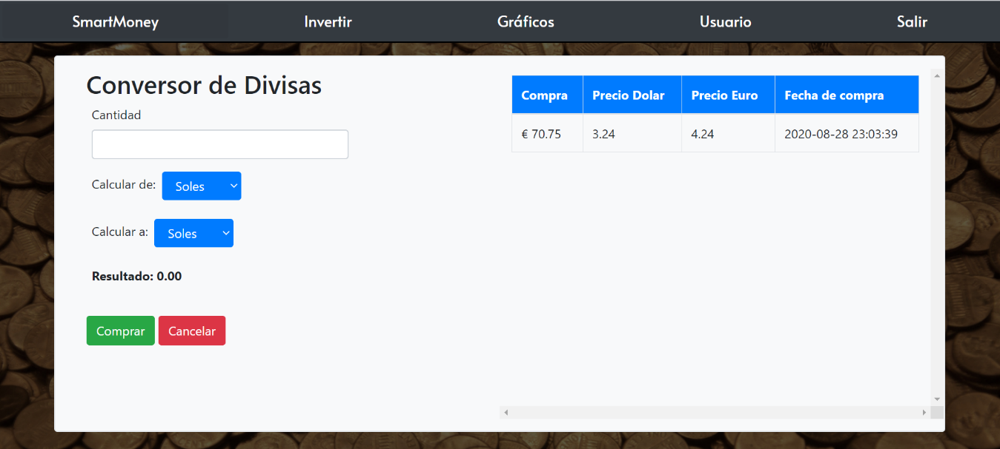 SmartMoney Invertir Gráficos Usuario Salir
Conversor de Divisas
Cantidad
Calcular de: Soles
Calcular a: Soles
Resultado: 0.00
Comprar Cancelar
Compra Precio Dolar Precio Euro Fecha de compra
€ 70.75 3.24 4.24 2020-08-28 23:03:39